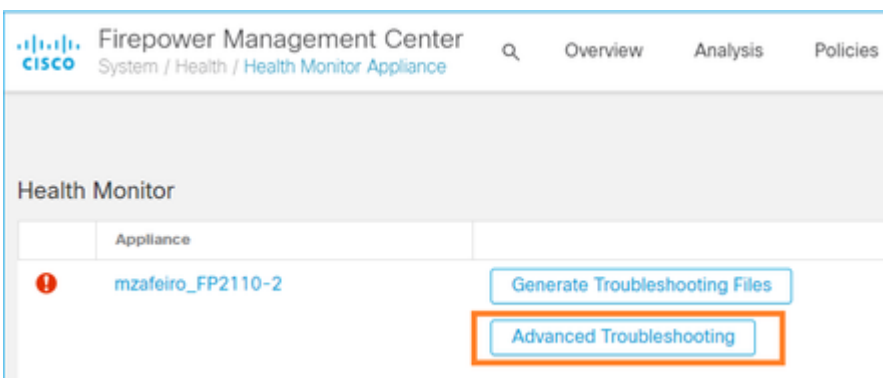 CISCO
Firepower Management Center
System / Health / Health Monitor Appliance
Overview
Analysis
Policies
Health Monitor
Appliance
mzafeiro_FP2110-2
Generate Troubleshooting Files
Advanced Troubleshooting